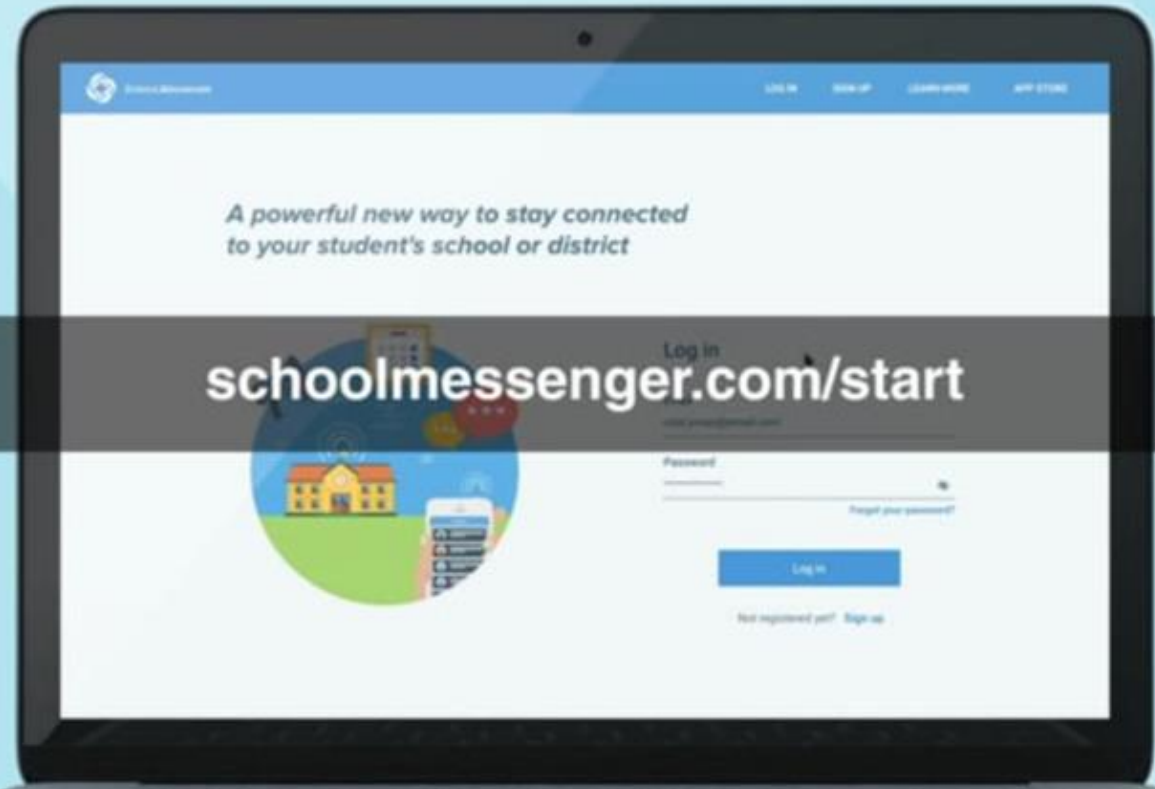 SchoolMessenger
LOG IN SIGN UP LEARN MORE APP STORE
A powerful new way to stay connected
to your student's school or district
Log in
schoolmessenger.com/start
Password
Forgot your password?
Log in
Not registered yet? Sign up